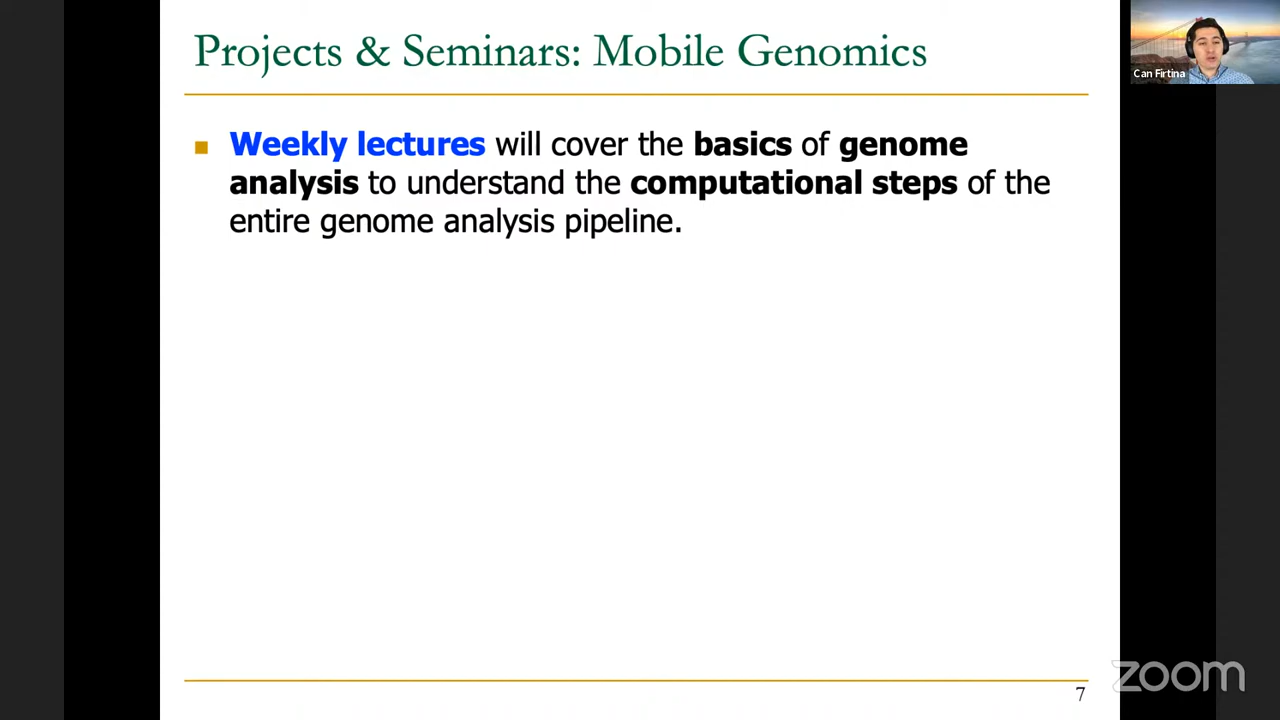 Projects & Seminars: Mobile Genomics
Can Firtina
Weekly lectures will cover the basics of genome
analysis to understand the computational steps of the
entire genome analysis pipeline.
7
zoom